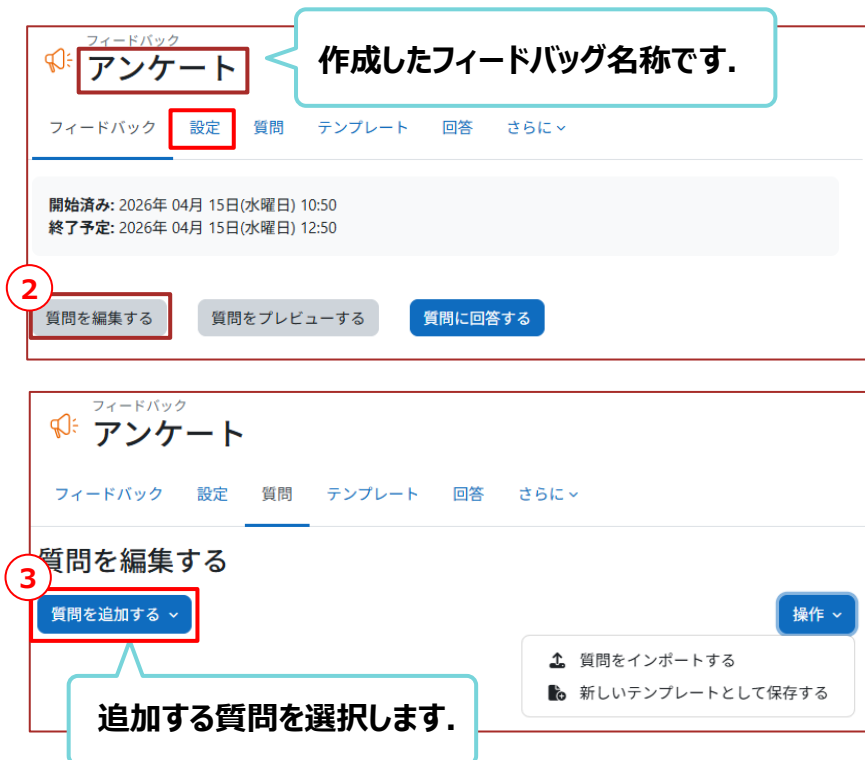 フィードバック
アンケート
作成したフィードバッグ名称です.
フィードバック 設定 質問 テンプレート 回答 さらに
開始済み: 2026年 04月 15日(水曜日) 10:50
終了予定: 2026年 04月 15日(水曜日) 12:50
2
質問を編集する 質問をプレビューする 質問に回答する
フィードバック
アンケート
フィードバック 設定 質問 テンプレート 回答 さらに
質問を編集する
3
質問を追加する 操作
質問をインポートする
新しいテンプレートとして保存する
追加する質問を選択します.